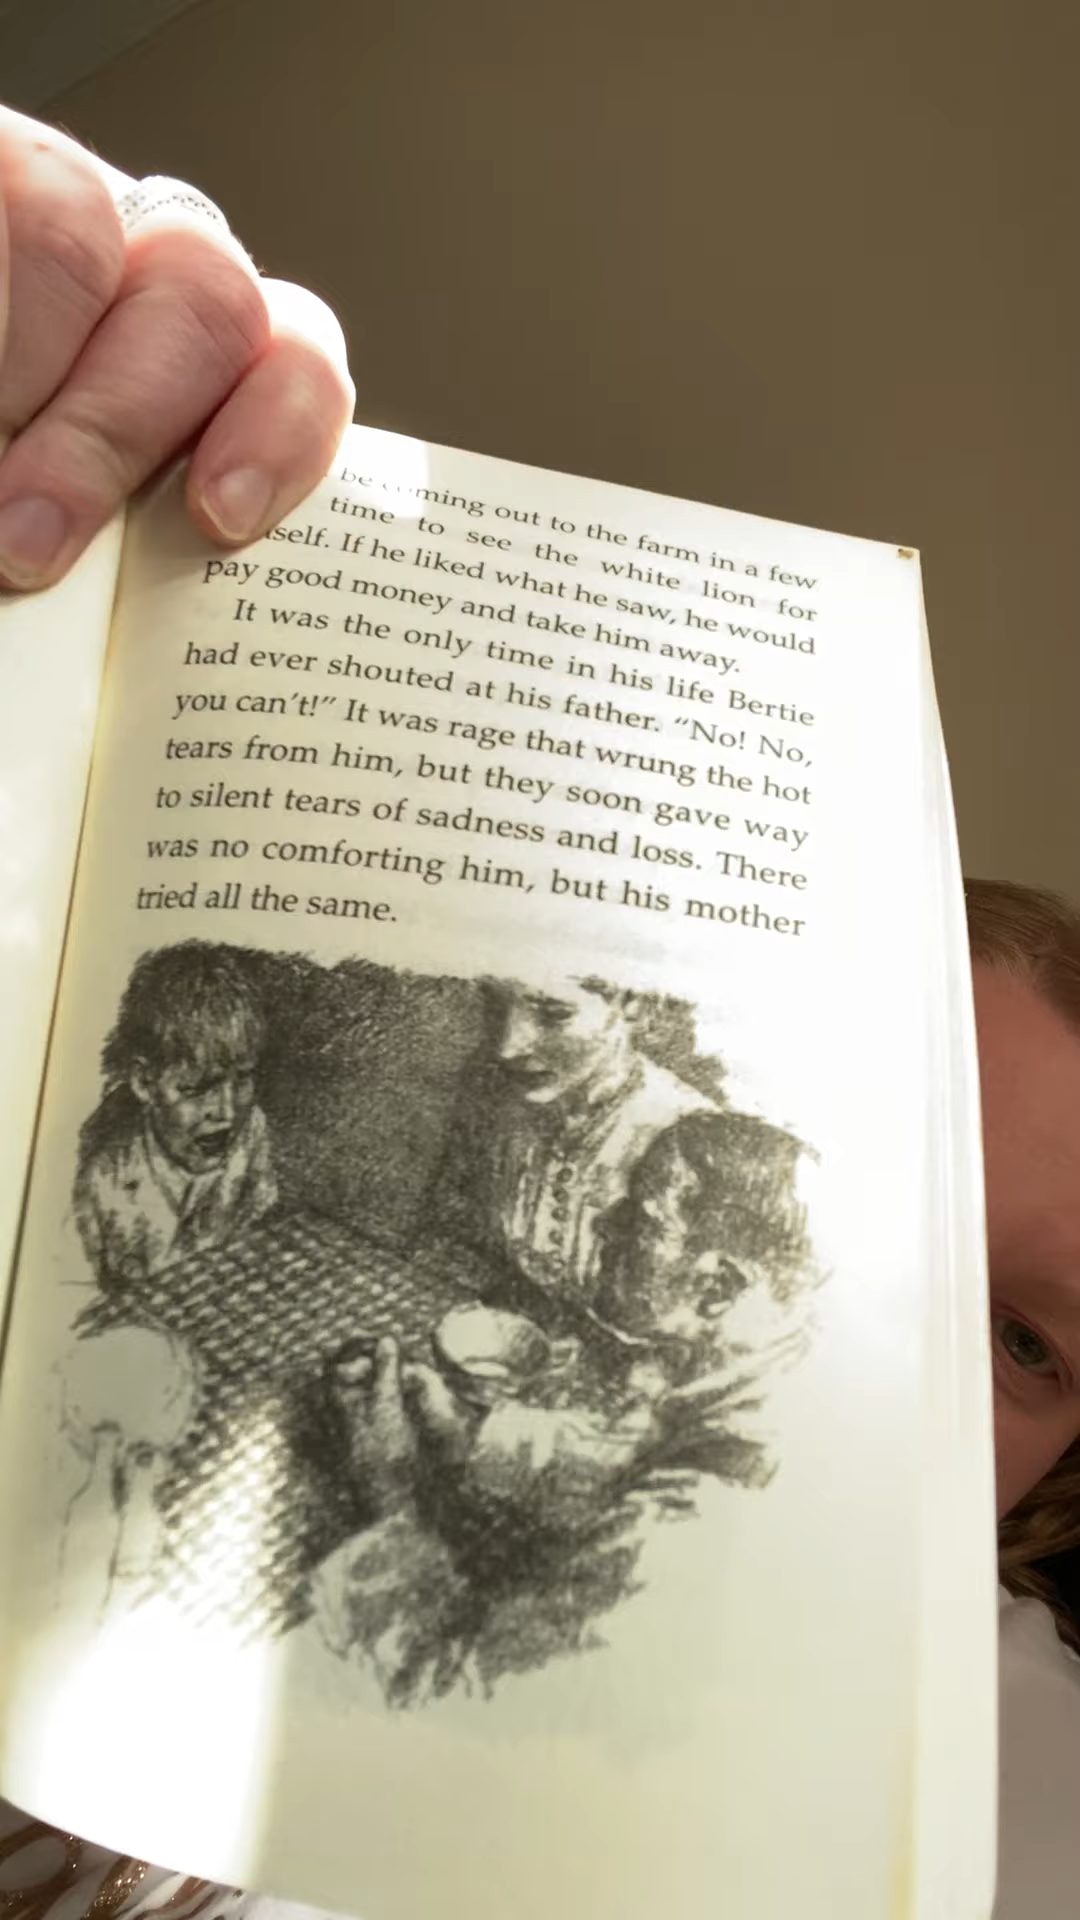 be coming out to the farm in a few
time to see the white lion for
self. If he liked what he saw, he would
pay good money and take him away.
It was the only time in his life Bertie
had ever shouted at his father. “No! No,
you can’t!” It was rage that wrung the hot
tears from him, but they soon gave way
to silent tears of sadness and loss. There
was no comforting him, but his mother
tried all the same.